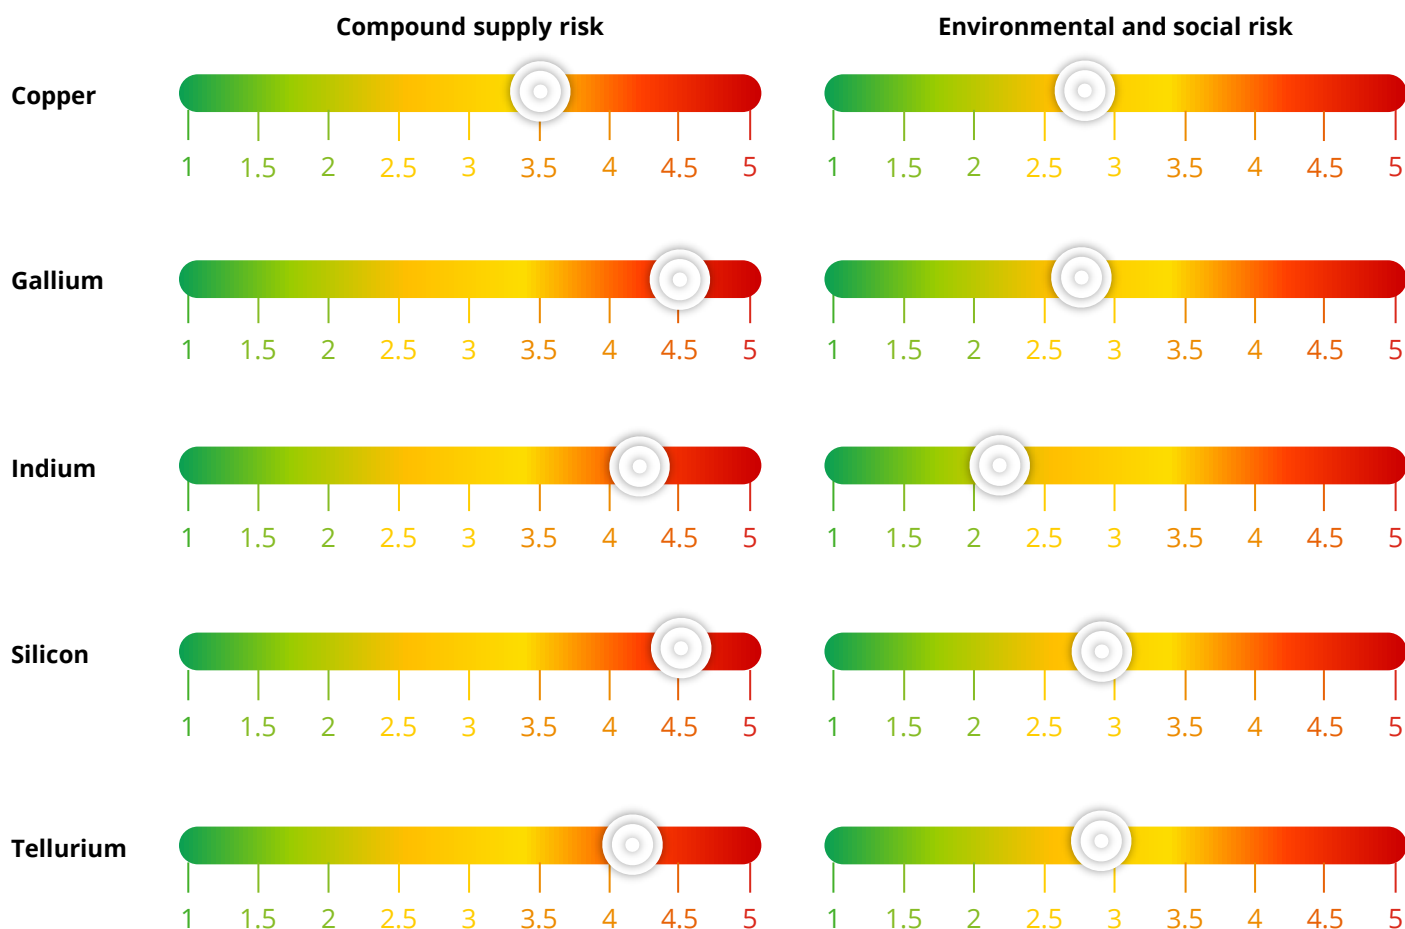 Compound supply risk Environmental and social risk
Copper
1 1.5 2 2.5 3 3.5 4 4.5 5 1 1.5 2 2.5 3 3.5 4 4.5 5
Gallium
1 1.5 2 2.5 3 3.5 4 4.5 5 1 1.5 2 2.5 3 3.5 4 4.5 5
Indium
1 1.5 2 2.5 3 3.5 4 4.5 5 1 1.5 2 2.5 3 3.5 4 4.5 5
Silicon
1 1.5 2 2.5 3 3.5 4 4.5 5 1 1.5 2 2.5 3 3.5 4 4.5 5
Tellurium
1 1.5 2 2.5 3 3.5 4 4.5 5 1 1.5 2 2.5 3 3.5 4 4.5 5